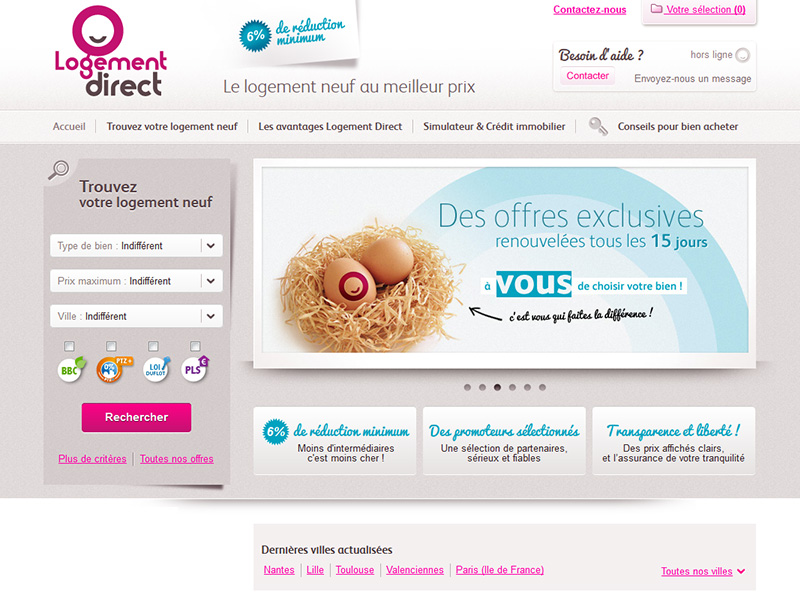 Contactez-nous
Votre sélection (0)
6% de réduction
minimum
Logement
direct
Le logement neuf au meilleur prix
Besoin d'aide ?
hors ligne
Contacter
Envoyez-nous un message
Accueil
Trouvez votre logement neuf
Les avantages Logement Direct
Simulateur & Crédit immobilier
Conseils pour bien acheter
Trouvez
votre logement neuf
Type de bien : Indifférent
Prix maximum : Indifférent
Ville : Indifférent
BBC
PTZ+
LOI
DUFLOT
PLS
€
Rechercher
Plus de critères
Toutes nos offres
Des offres exclusives
renouvelées tous les 15 jours
à vous de choisir votre bien !
c'est vous qui faites la différence !
6% de réduction minimum
Moins d'intermédiaires
c'est moins cher !
Des promoteurs sélectionnés
Une sélection de partenaires,
sérieux et fiables
Transparence et liberté !
Des prix affichés clairs,
et l'assurance de votre tranquilité
Dernières villes actualisées
Nantes
Lille
Toulouse
Valenciennes
Paris (Ile de France)
Toutes nos villes